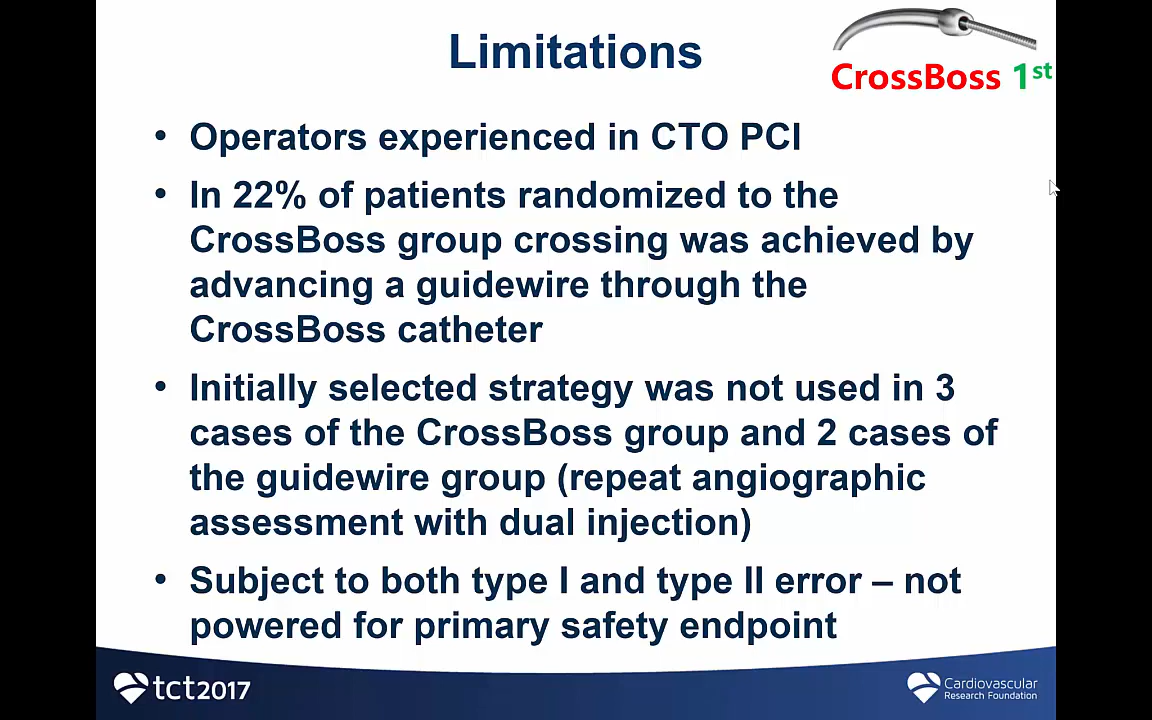 Limitations
CrossBoss 1st
• Operators experienced in CTO PCI
• In 22% of patients randomized to the
CrossBoss group crossing was achieved by
advancing a guidewire through the
CrossBoss catheter
• Initially selected strategy was not used in 3
cases of the CrossBoss group and 2 cases of
the guidewire group (repeat angiographic
assessment with dual injection)
• Subject to both type I and type II error – not
powered for primary safety endpoint
tct2017
Cardiovascular
Research Foundation